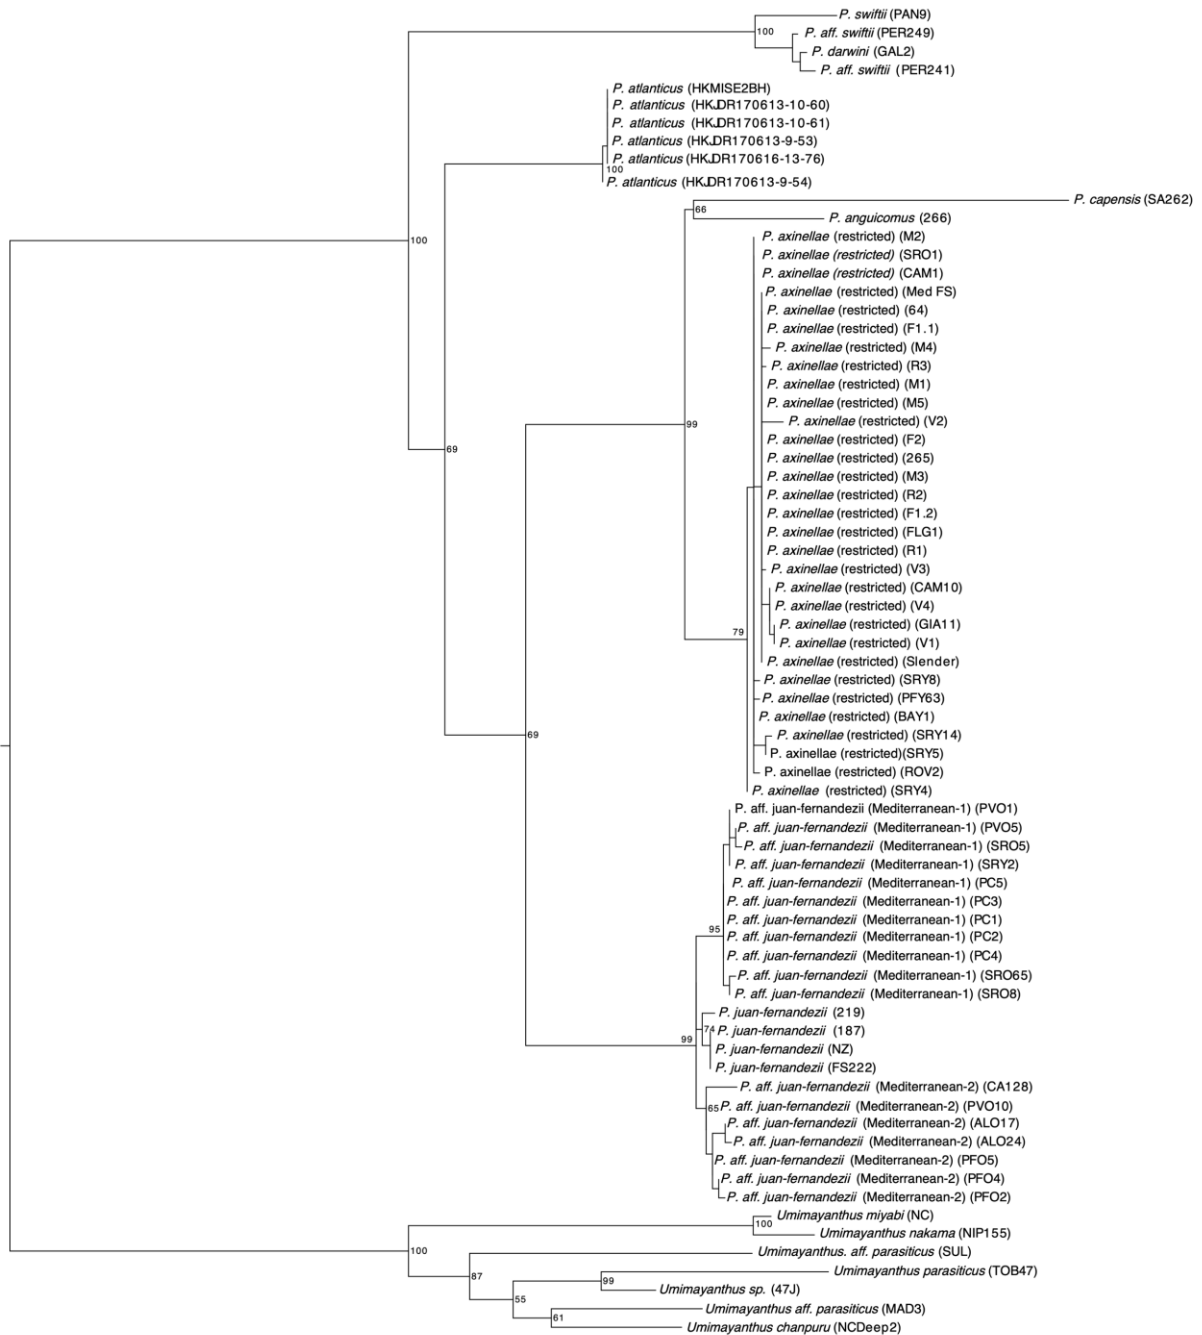 P. swiftii (PAN9)
100
P. aff. swiftii (PER249)
P. darwini (GAL2)
P. aff. swiftii (PER241)
P. atlanticus (HKMISE2BH)
P. atlanticus (HKJDR170613-10-60)
P. atlanticus (HKJDR170613-10-61)
P. atlanticus (HKJDR170613-9-53)
P. atlanticus (HKJDR170616-13-76)
100
P. atlanticus (HKJDR170613-9-54)
P. capensis (SA262)
66
P. anguicomus (266)
P. axinellae (restricted) (M2)
100
P. axinellae (restricted) (SRO1)
P. axinellae (restricted) (CAM1)
P. axinellae (restricted) (Med FS)
P. axinellae (restricted) (64)
P. axinellae (restricted) (F1.1)
P. axinellae (restricted) (M4)
P. axinellae (restricted) (R3)
P. axinellae (restricted) (M1)
P. axinellae (restricted) (M5)
P. axinellae (restricted) (V2)
99
P. axinellae (restricted) (F2)
69
P. axinellae (restricted) (265)
P. axinellae (restricted) (M3)
P. axinellae (restricted) (R2)
P. axinellae (restricted) (F1.2)
P. axinellae (restricted) (FLG1)
P. axinellae (restricted) (R1)
P. axinellae (restricted) (V3)
P. axinellae (restricted) (CAM10)
P. axinellae (restricted) (V4)
P. axinellae (restricted) (GIA11)
79
P. axinellae (restricted) (V1)
P. axinellae (restricted) (Slender)
P. axinellae (restricted) (SRY8)
P. axinellae (restricted) (PFY63)
P. axinellae (restricted) (BAY1)
69
P. axinellae (restricted) (SRY14)
P. axinellae (restricted)(SRY5)
P. axinellae (restricted) (ROV2)
P. axinellae (restricted) (SRY4)
P. aff. juan-fernandezii (Mediterranean-1) (PVO1)
P. aff. juan-fernandezii (Mediterranean-1) (PVO5)
P. aff. juan-fernandezii (Mediterranean-1) (SRO5)
P. aff. juan-fernandezii (Mediterranean-1) (SRY2)
P. aff. juan-fernandezii (Mediterranean-1) (PC5)
P. aff. juan-fernandezii (Mediterranean-1) (PC3)
P. aff. juan-fernandezii (Mediterranean-1) (PC1)
95
P. aff. juan-fernandezii (Mediterranean-1) (PC2)
P. aff. juan-fernandezii (Mediterranean-1) (PC4)
P. aff. juan-fernandezii (Mediterranean-1) (SRO65)
P. aff. juan-fernandezii (Mediterranean-1) (SRO8)
P. juan-fernandezii (219)
74
P. juan-fernandezii (187)
99
P. juan-fernandezii (NZ)
P. juan-fernandezii (FS222)
P. aff. juan-fernandezii (Mediterranean-2) (CA128)
65
P. aff. juan-fernandezii (Mediterranean-2) (PVO10)
P. aff. juan-fernandezii (Mediterranean-2) (ALO17)
P. aff. juan-fernandezii (Mediterranean-2) (ALO24)
P. aff. juan-fernandezii (Mediterranean-2) (PFO5)
P. aff. juan-fernandezii (Mediterranean-2) (PFO4)
P. aff. juan-fernandezii (Mediterranean-2) (PFO2)
Umimayanthus miyabi (NC)
100
Umimayanthus nakama (NIP155)
100
Umimayanthus. aff. parasiticus (SUL)
87
Umimayanthus parasiticus (TOB47)
99
Umimayanthus sp. (47J)
55
Umimayanthus aff. parasiticus (MAD3)
61
Umimayanthus chanpuru (NCDeep2)